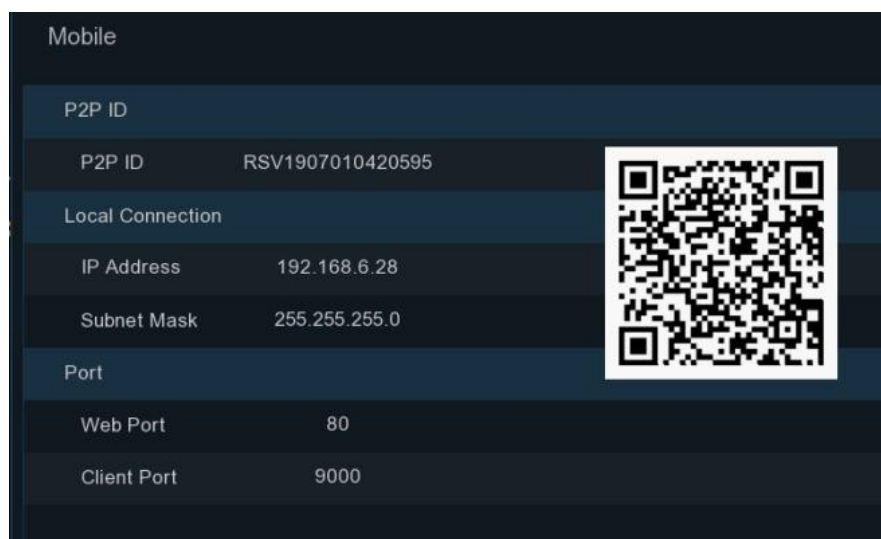 Mobile
P2P ID
P2P ID RSV1907010420595
Local Connection
IP Address 192.168.6.28
Subnet Mask 255.255.255.0
Port
Web Port 80
Client Port 9000